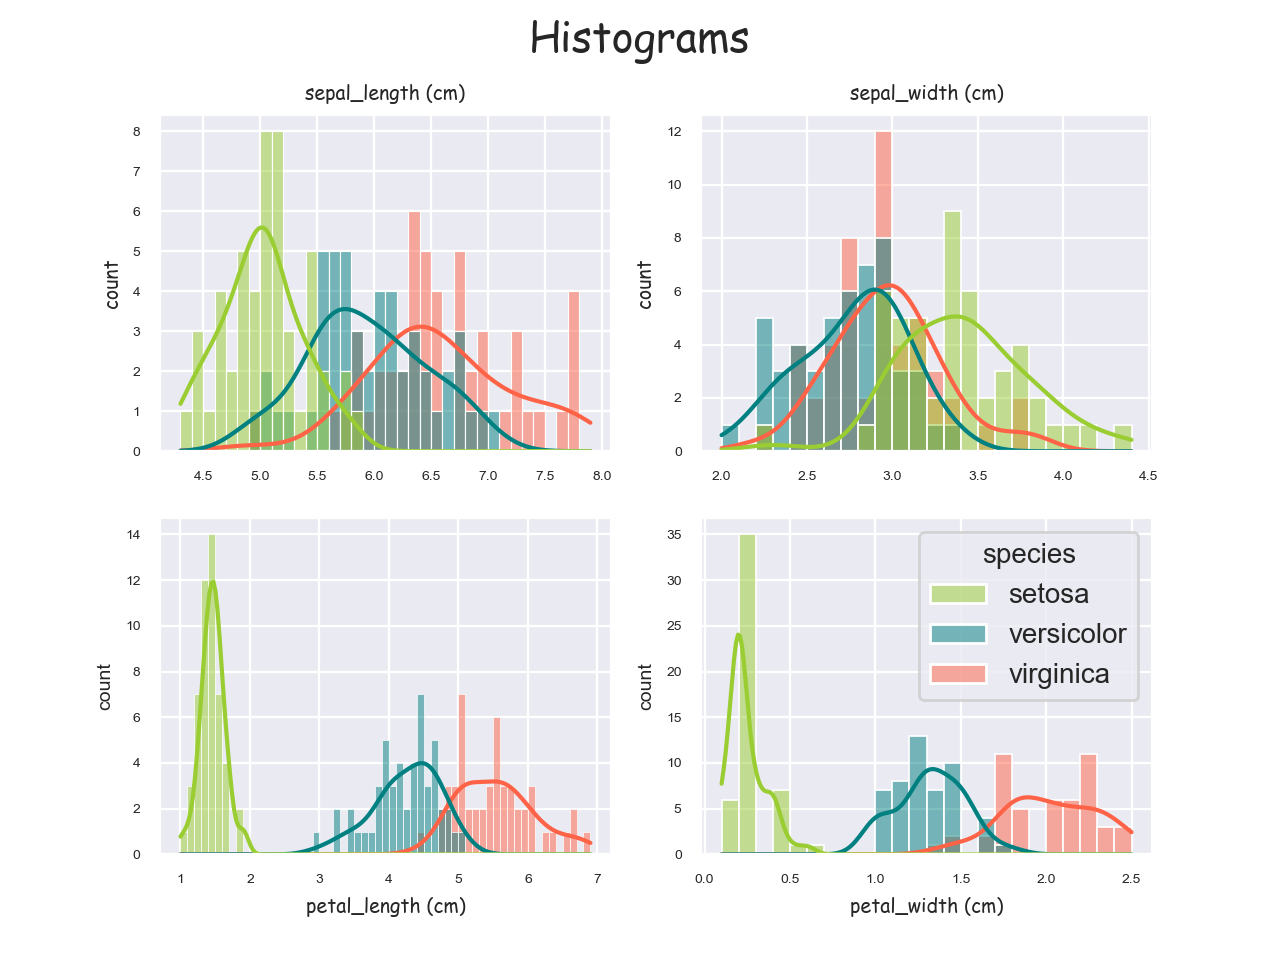 Histograms
sepal_length (cm)
sepal_width (cm)
8
7
6
5
4
3
2
1
0
count
4.5 5.0 5.5 6.0 6.5 7.0 7.5 8.0
12
10
8
6
4
2
0
count
2.0 2.5 3.0 3.5 4.0 4.5
14
12
10
8
6
4
2
0
count
1 2 3 4 5 6 7
petal_length (cm)
35
30
25
20
15
10
5
0
count
species
setosa
versicolor
virginica
0.0 0.5 1.0 1.5 2.0 2.5
petal_width (cm)